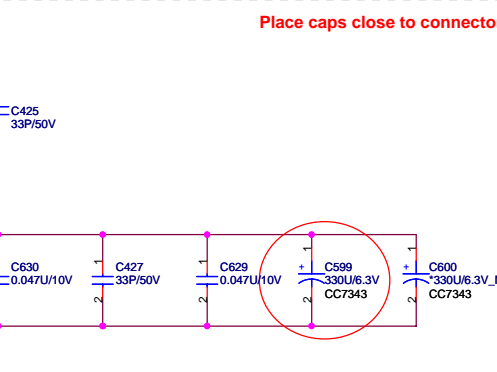 Place caps close to connecto
C425
33P/50V
C630
0.047U/10V
1
2
C427
33P/50V
1
2
C629
0.047U/10V
1
+
2
C599
330U/6.3V
CC7343
1
+
2
C600
*330U/6.3V_
CC7343